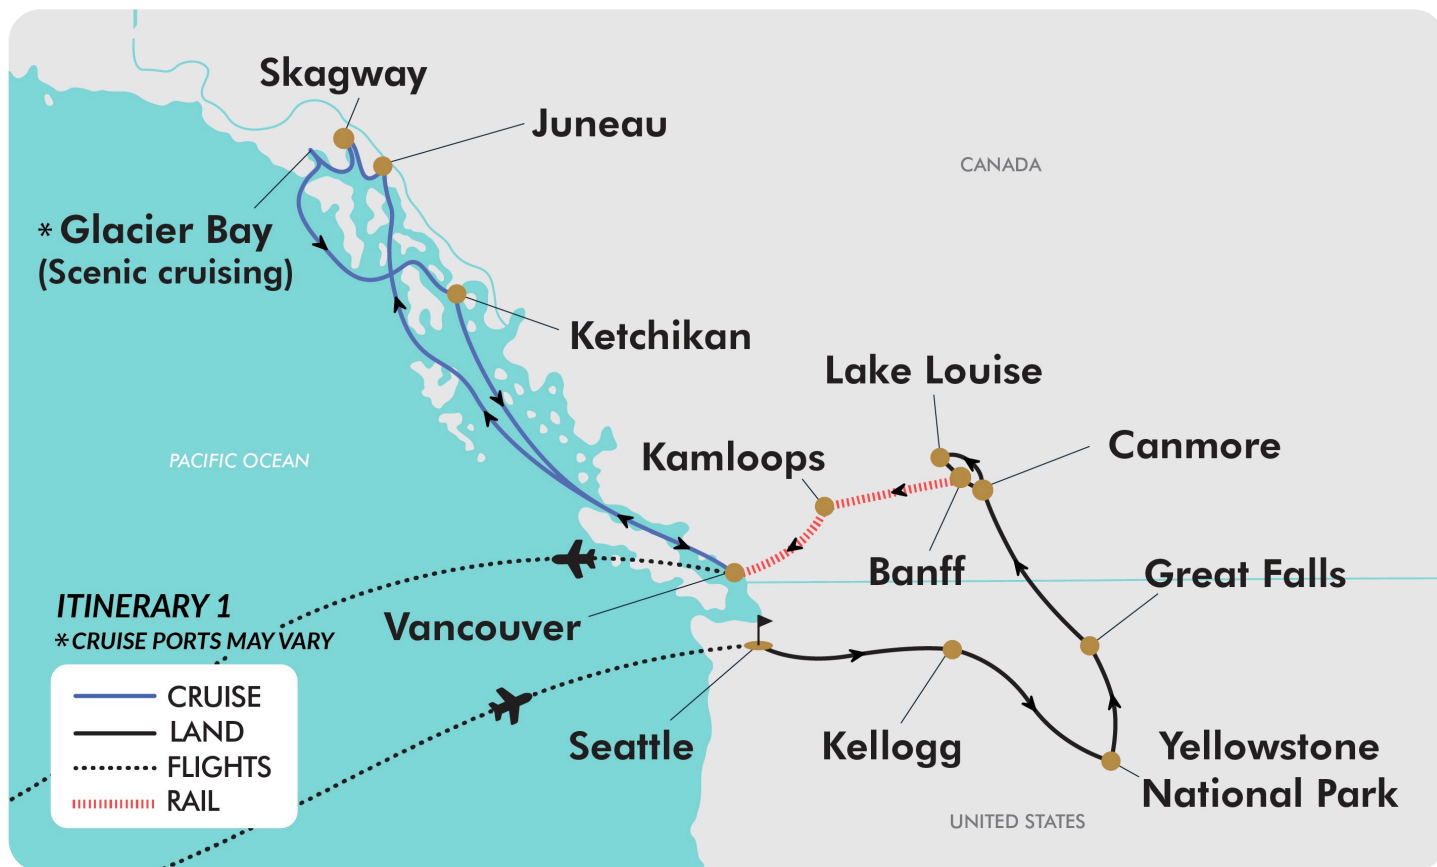 Skagway
Juneau
CANADA
* Glacier Bay
(Scenic cruising)
Ketchikan
Lake Louise
Canmore
Kamloops
PACIFIC OCEAN
Banff
Great Falls
ITINERARY 1
* CRUISE PORTS MAY VARY
Vancouver
CRUISE
LAND
FLIGHTS
RAIL
Seattle
Kellogg
Yellowstone
National Park
UNITED STATES